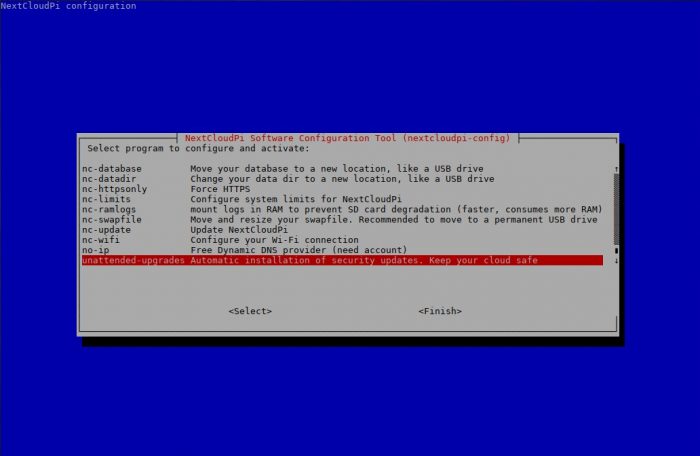 NextCloudPi configuration
NextCloudPi Software Configuration Tool (nextcloudpi-config)
Select program to configure and activate:
nc-database Move your database to a new location, like a USB drive
nc-datadir Change your data dir to a new location, like a USB drive
nc-httpsonly Force HTTPS
nc-limits Configure system limits for NextCloudPi
nc-ramlogs mount logs in RAM to prevent SD card degradation (faster, consumes more RAM)
nc-swapfile Move and resize your swapfile. Recommended to move to a permanent USB drive
nc-update Update NextCloudPi
nc-wifi Configure your Wi-Fi connection
no-ip Free Dynamic DNS provider (need account)
unattended-upgrades Automatic installation of security updates. Keep your cloud safe
<Select> <Finish>